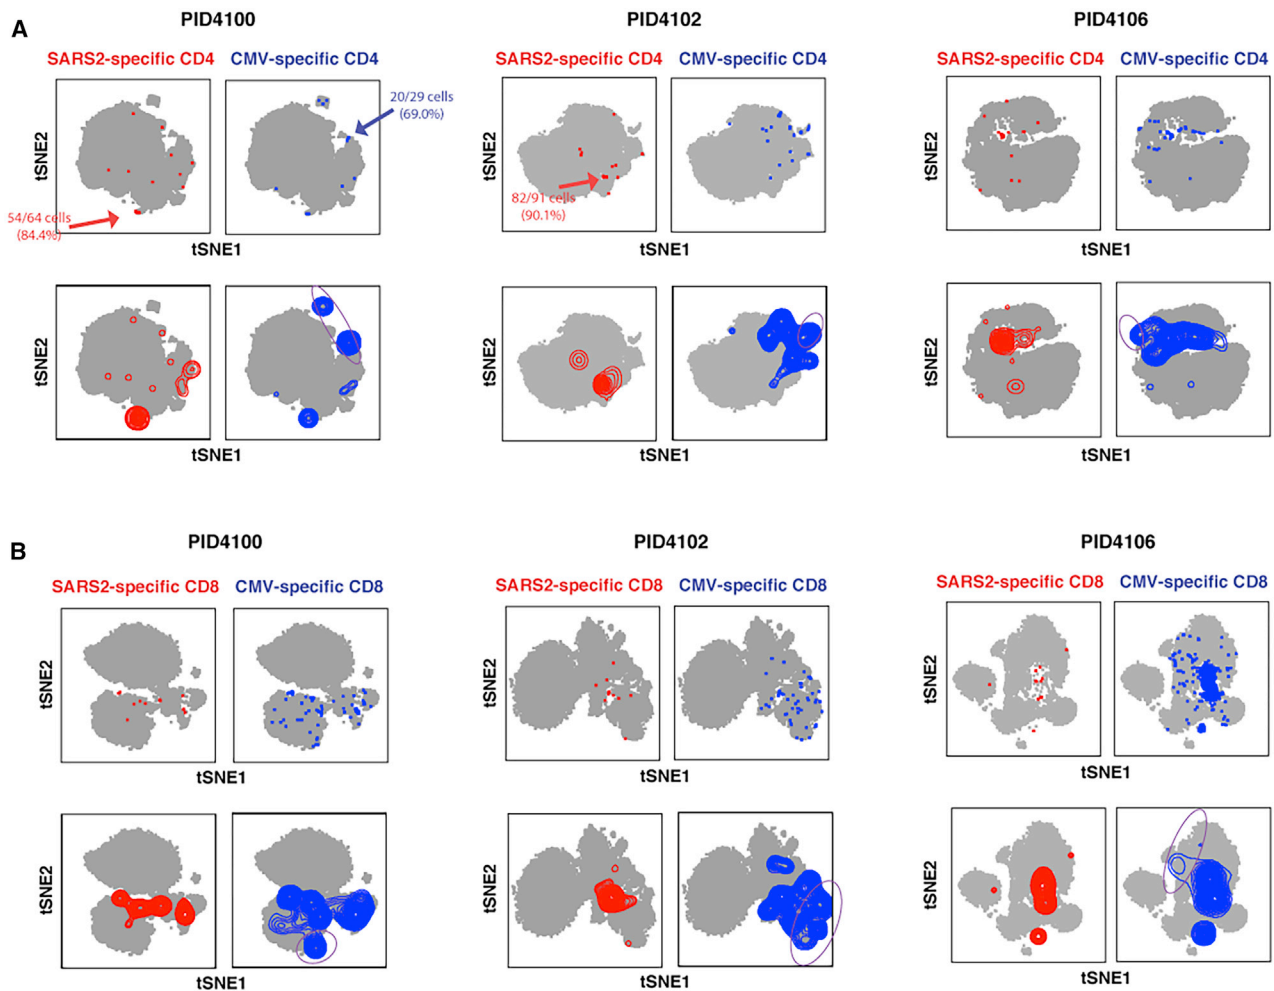 A
PID4100
PID4102
PID4106
SARS2-specific CD4
CMV-specific CD4
SARS2-specific CD4
CMV-specific CD4
SARS2-specific CD4
CMV-specific CD4
20/29 cells
(69.0%)
tSNE2
tSNE2
tSNE2
54/64 cells
(84.4%)
82/91 cells
(90.1%)
tSNE1
tSNE1
tSNE1
tSNE2
tSNE2
tSNE2
tSNE1
tSNE1
tSNE1
B
PID4100
PID4102
PID4106
SARS2-specific CD8
CMV-specific CD8
SARS2-specific CD8
CMV-specific CD8
SARS2-specific CD8
CMV-specific CD8
tSNE2
tSNE2
tSNE2
tSNE1
tSNE1
tSNE1
tSNE2
tSNE2
tSNE2
tSNE1
tSNE1
tSNE1